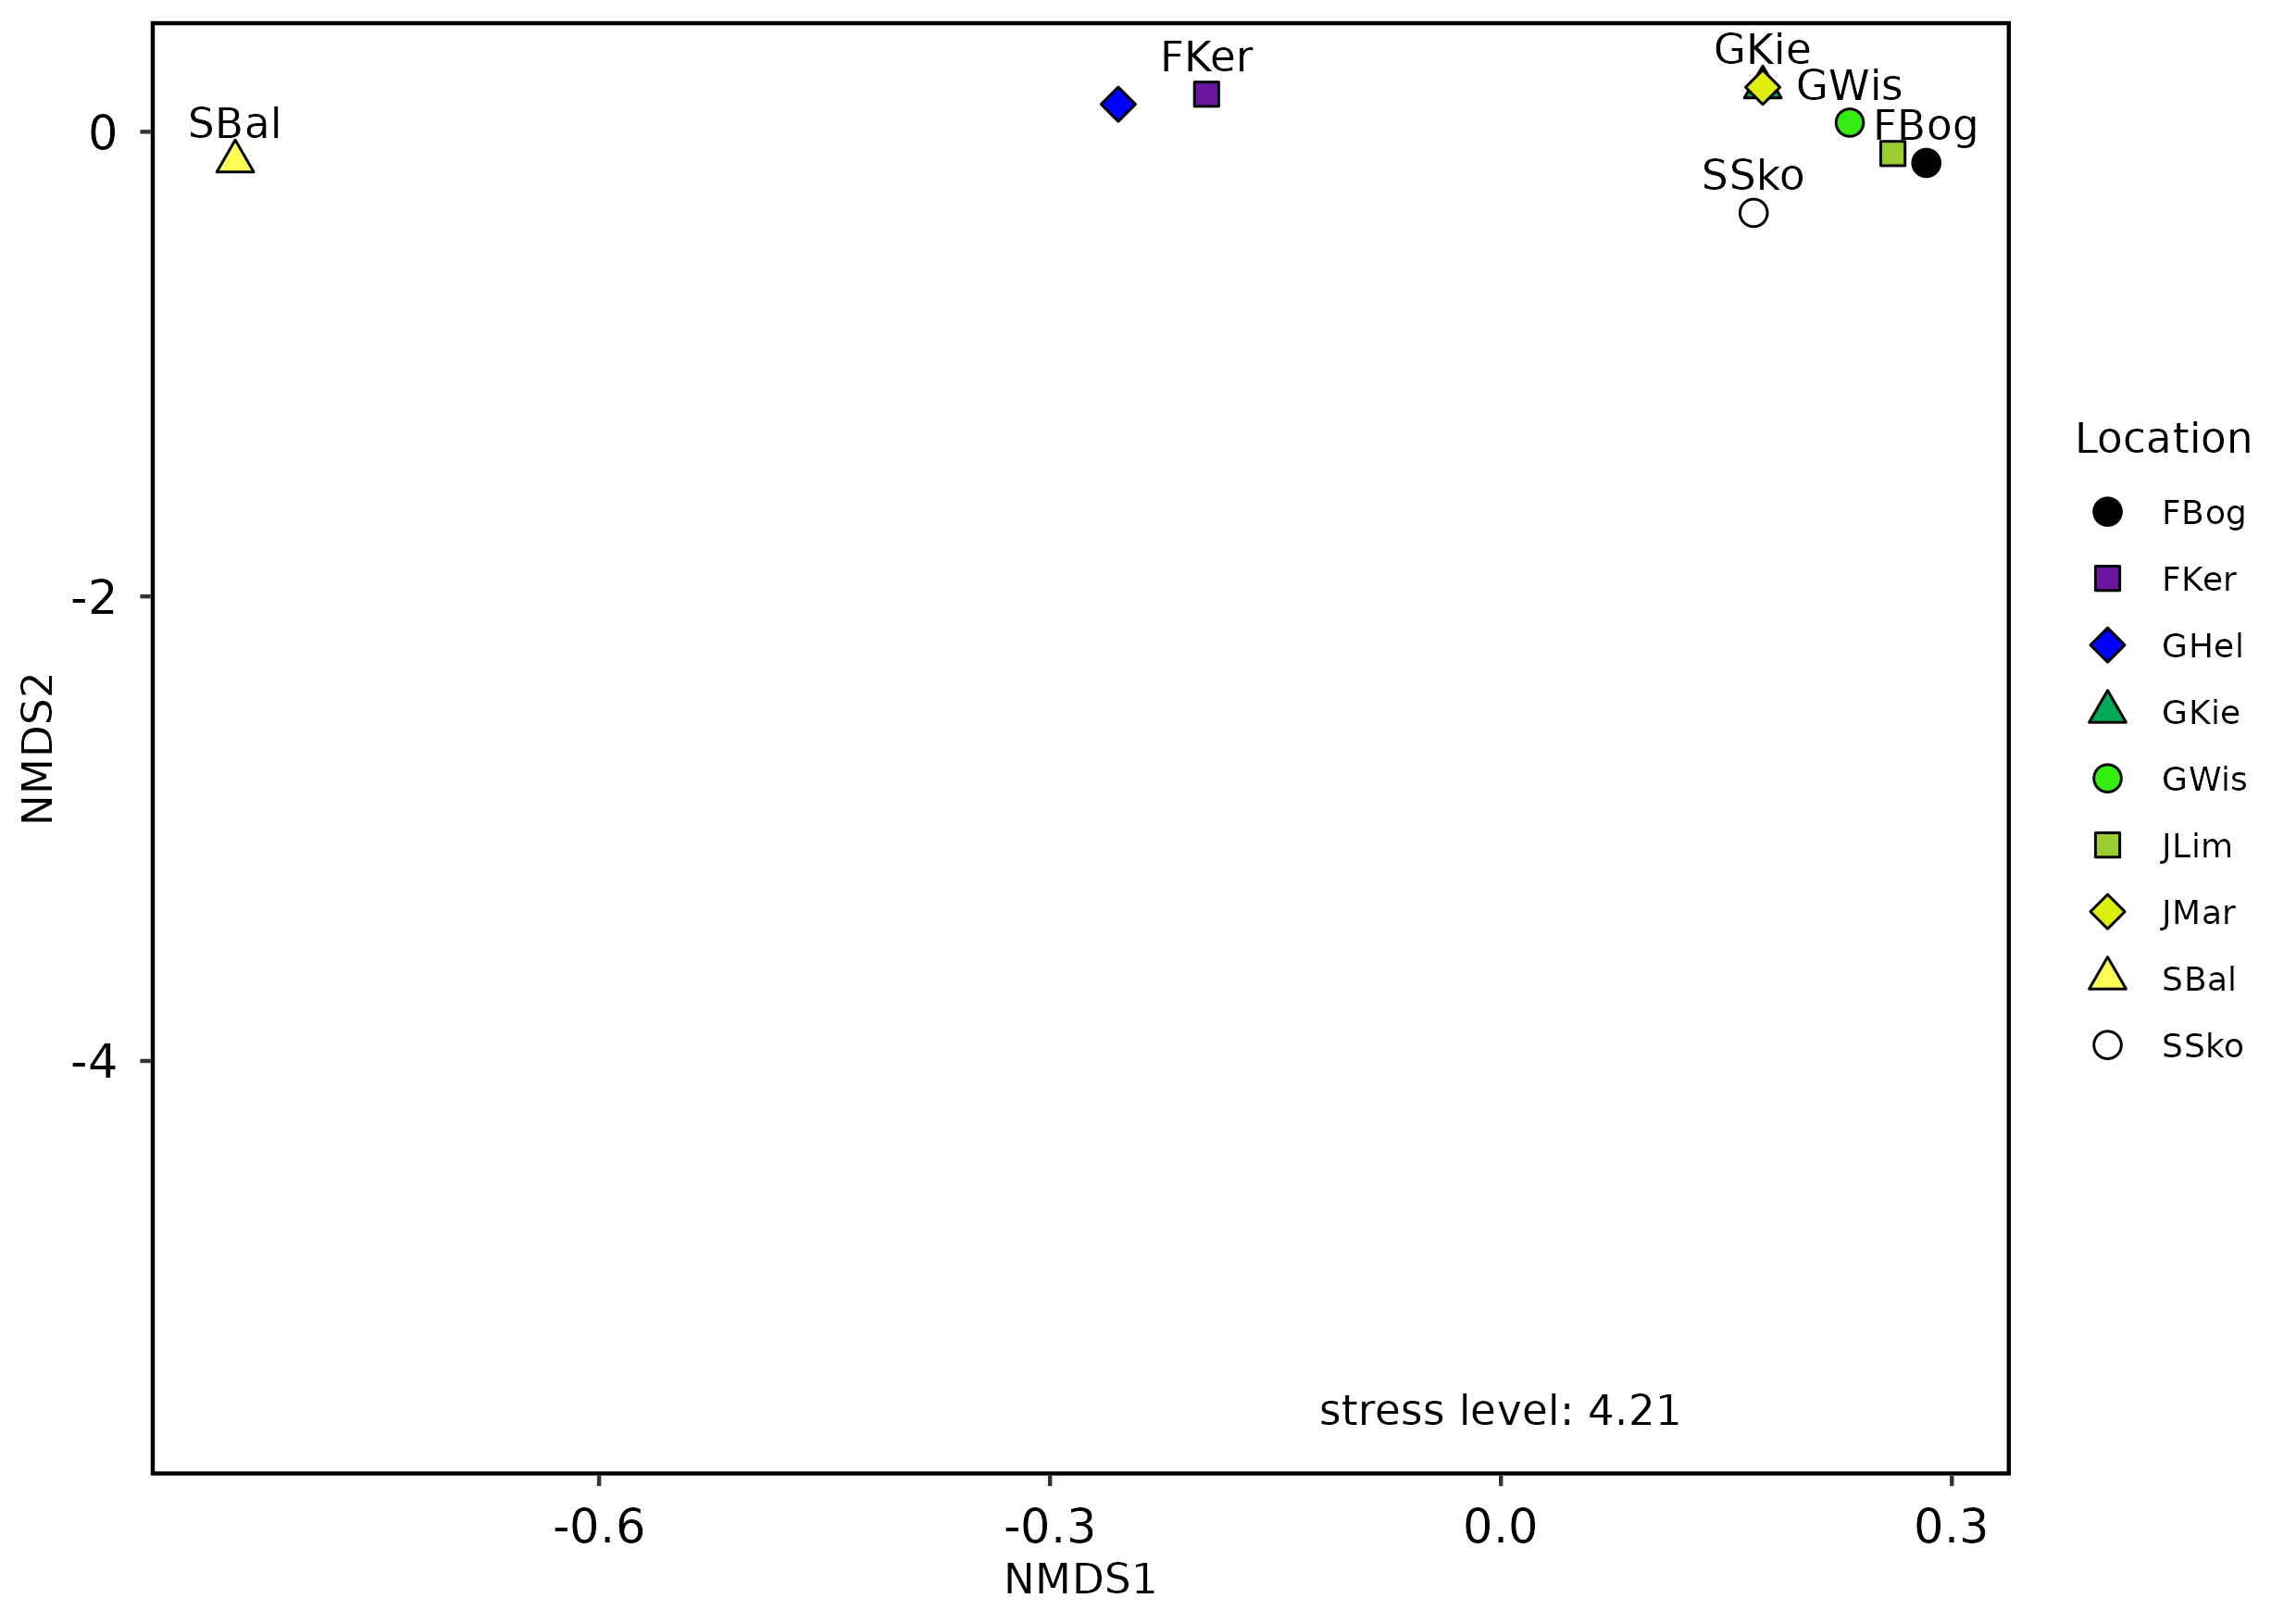 GKie
FKer
GWis
SBal
FBog
SSko
0
-2
-4
NMDS2
Location
FBog
FKer
GHel
GKie
GWis
JLim
JMar
SBal
SSko
stress level: 4.21
-0.6
-0.3
0.0
0.3
NMDS1